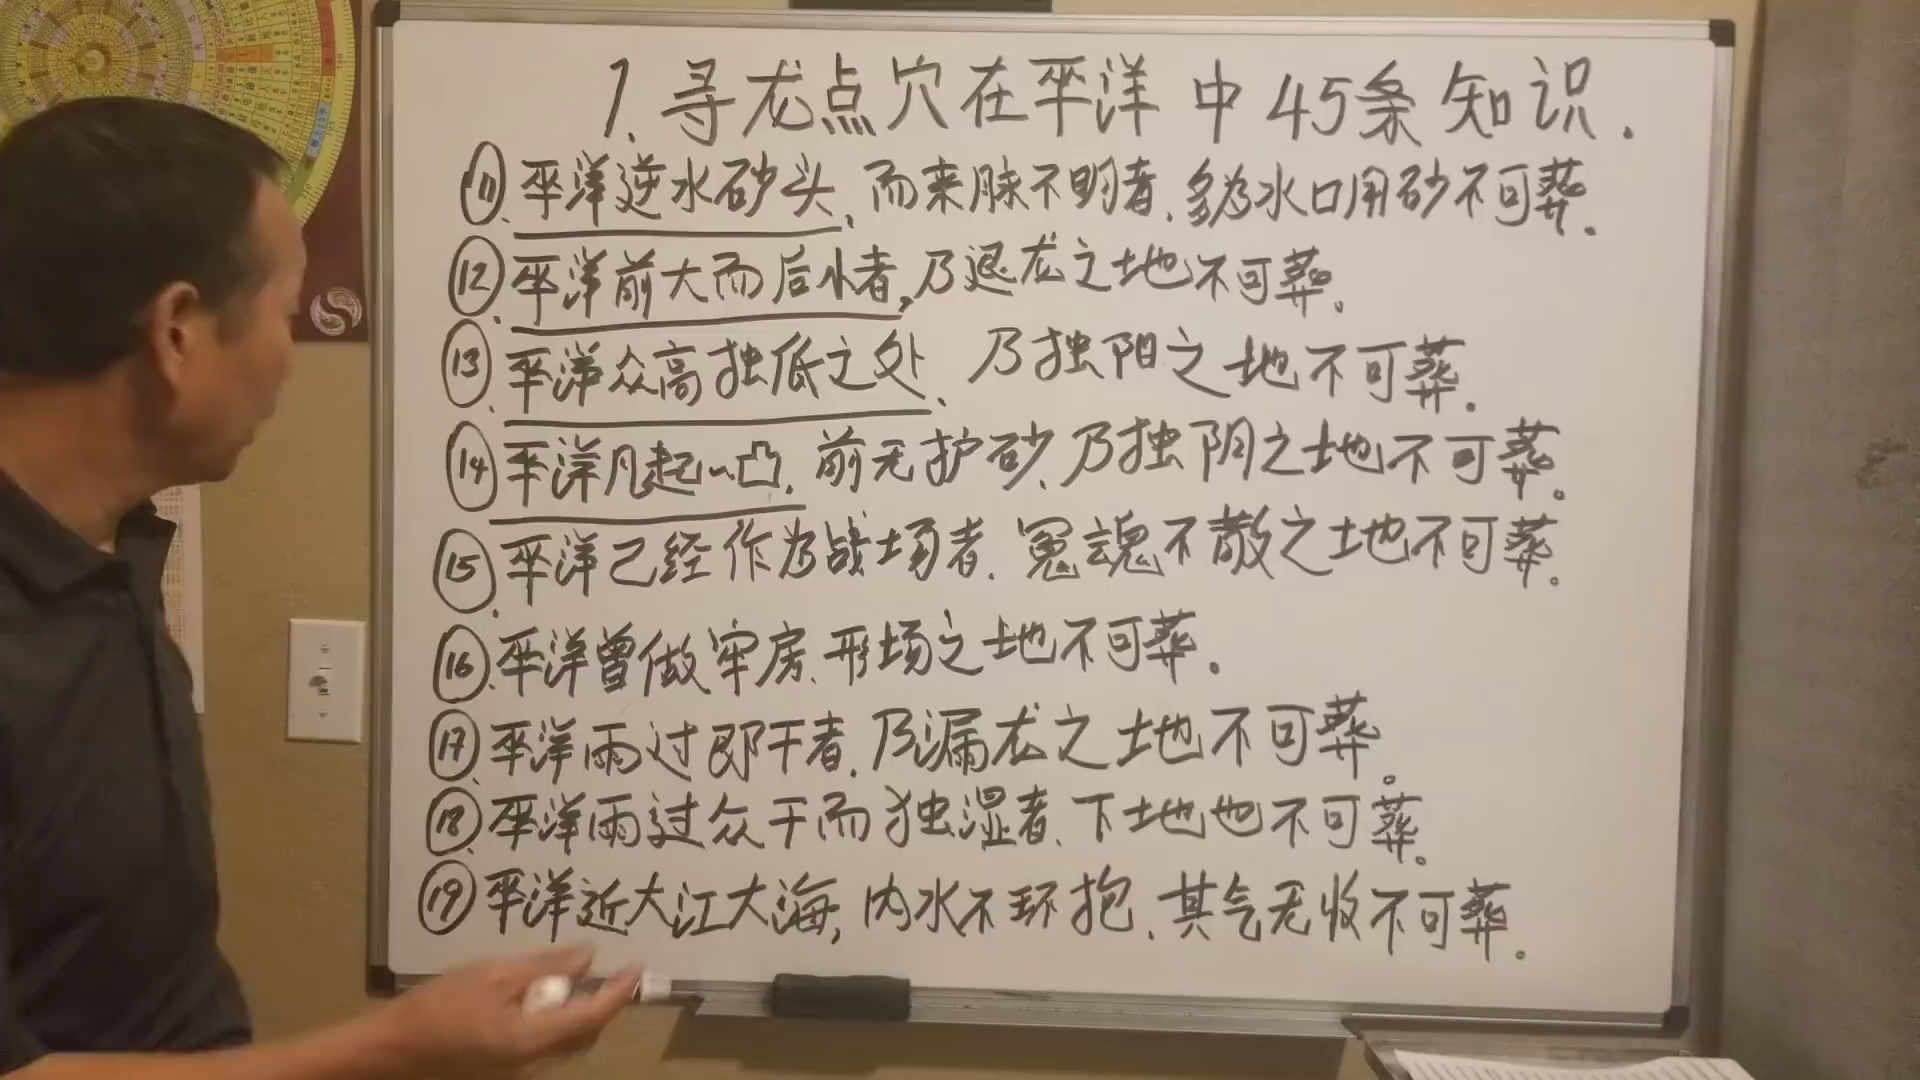 1.寻龙点穴在平洋中45条知识.
⑪.平洋逆水砂头、而来脉不明者.多为水口用砂不可葬.
⑫.平洋前大而后小者,乃退龙之地不可葬。
⑬.平洋众高独低之处、乃独阳之地不可葬。
⑭平洋凡起一凸.前无护砂、乃独阴之地不可葬。
⑮.平洋己经作为战场者.冤魂不散之地不可葬。
⑯.平洋曾做牢房、形场之地不可葬.
⑰、平洋雨过即干者.乃漏龙之地不可葬。
⑱、平洋雨过众干而独湿者、下地也不可葬。
⑲平洋近大江大海,内水不环抱、其气无收不可葬。